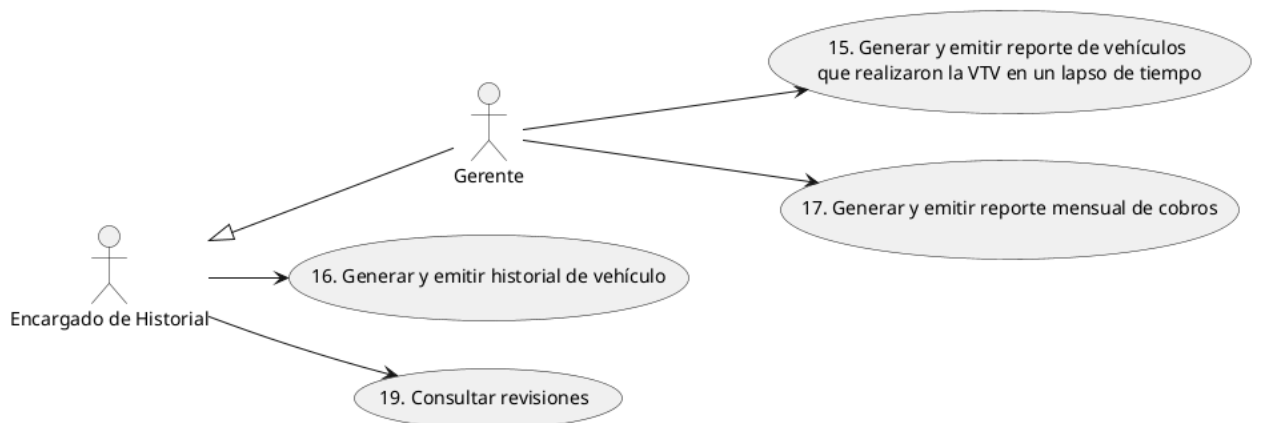 15. Generar y emitir reporte de vehículos
que realizaron la VTV en un lapso de tiempo
Gerente
17. Generar y emitir reporte mensual de cobros
Encargado de Historial
16. Generar y emitir historial de vehículo
19. Consultar revisiones